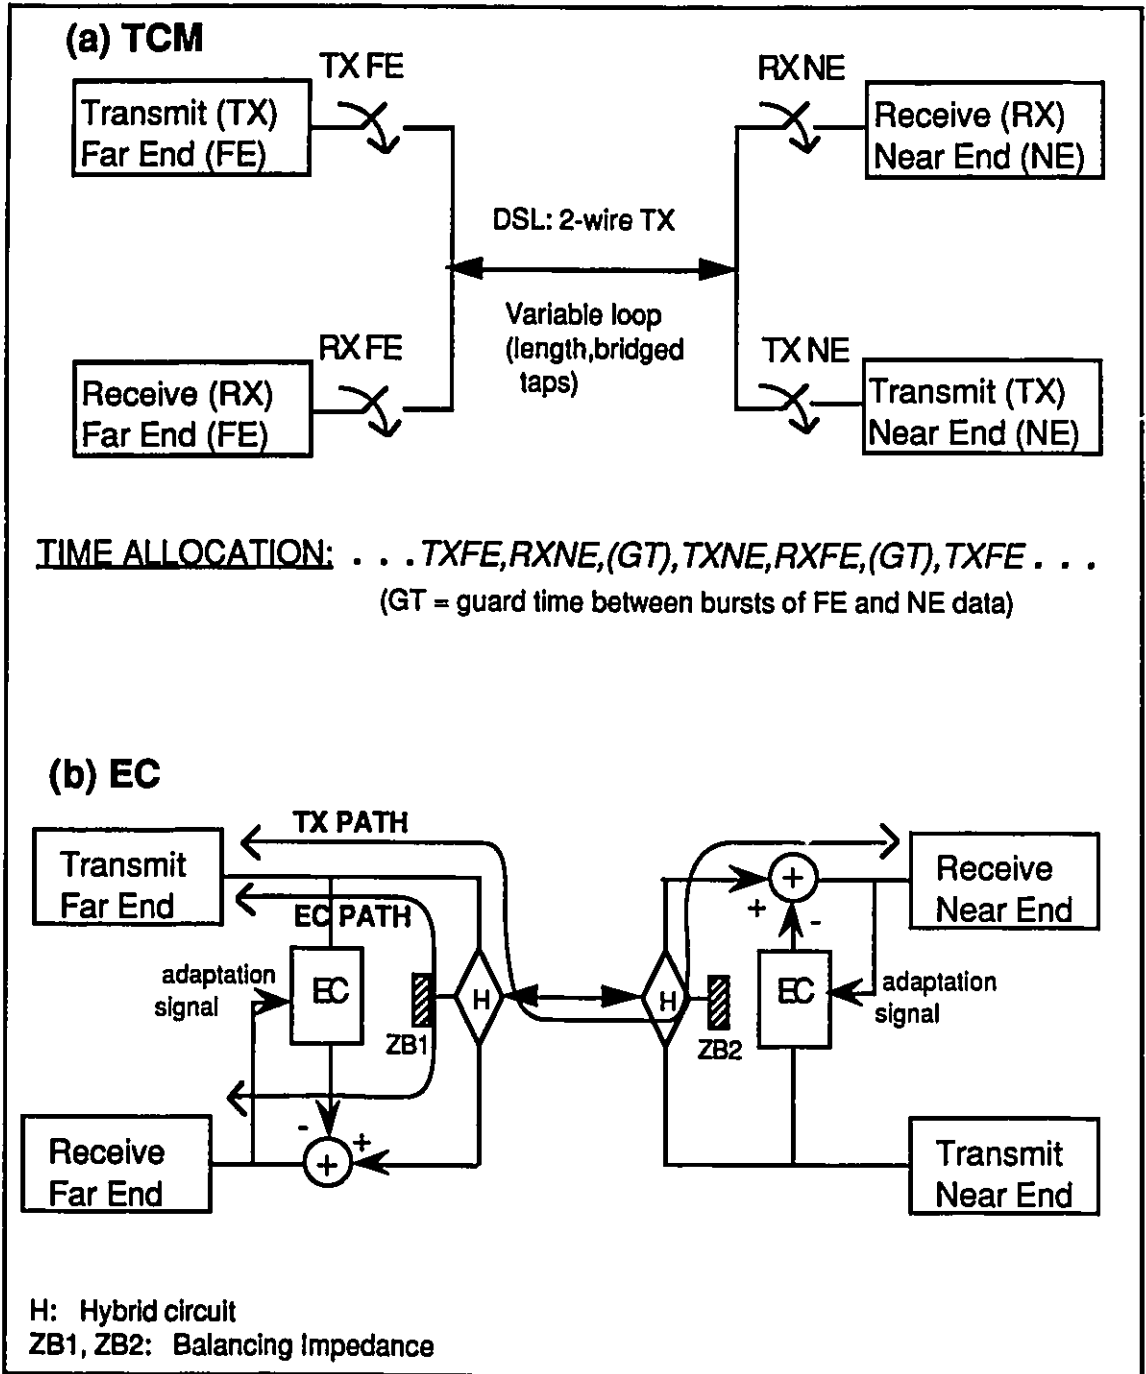 (a) TCM
TX FE
RX NE
Transmit (TX)
Far End (FE)
Receive (RX)
Near End (NE)
DSL: 2-wire TX
Variable loop
(length,bridged
taps)
RX FE
TX NE
Receive (RX)
Far End (FE)
Transmit (TX)
Near End (NE)
TIME ALLOCATION: . . . TXFE,RXNE,(GT),TXNE,RXFE,(GT),TXFE . . .
(GT = guard time between bursts of FE and NE data)
(b) EC
TX PATH
Transmit
Far End
EC PATH
+
+
-
Receive
Near End
adaptation
signal
EC
H
ZB1
H
ZB2
EC
adaptation
signal
-
+
+
Receive
Far End
Transmit
Near End
H: Hybrid circuit
ZB1, ZB2: Balancing Impedance